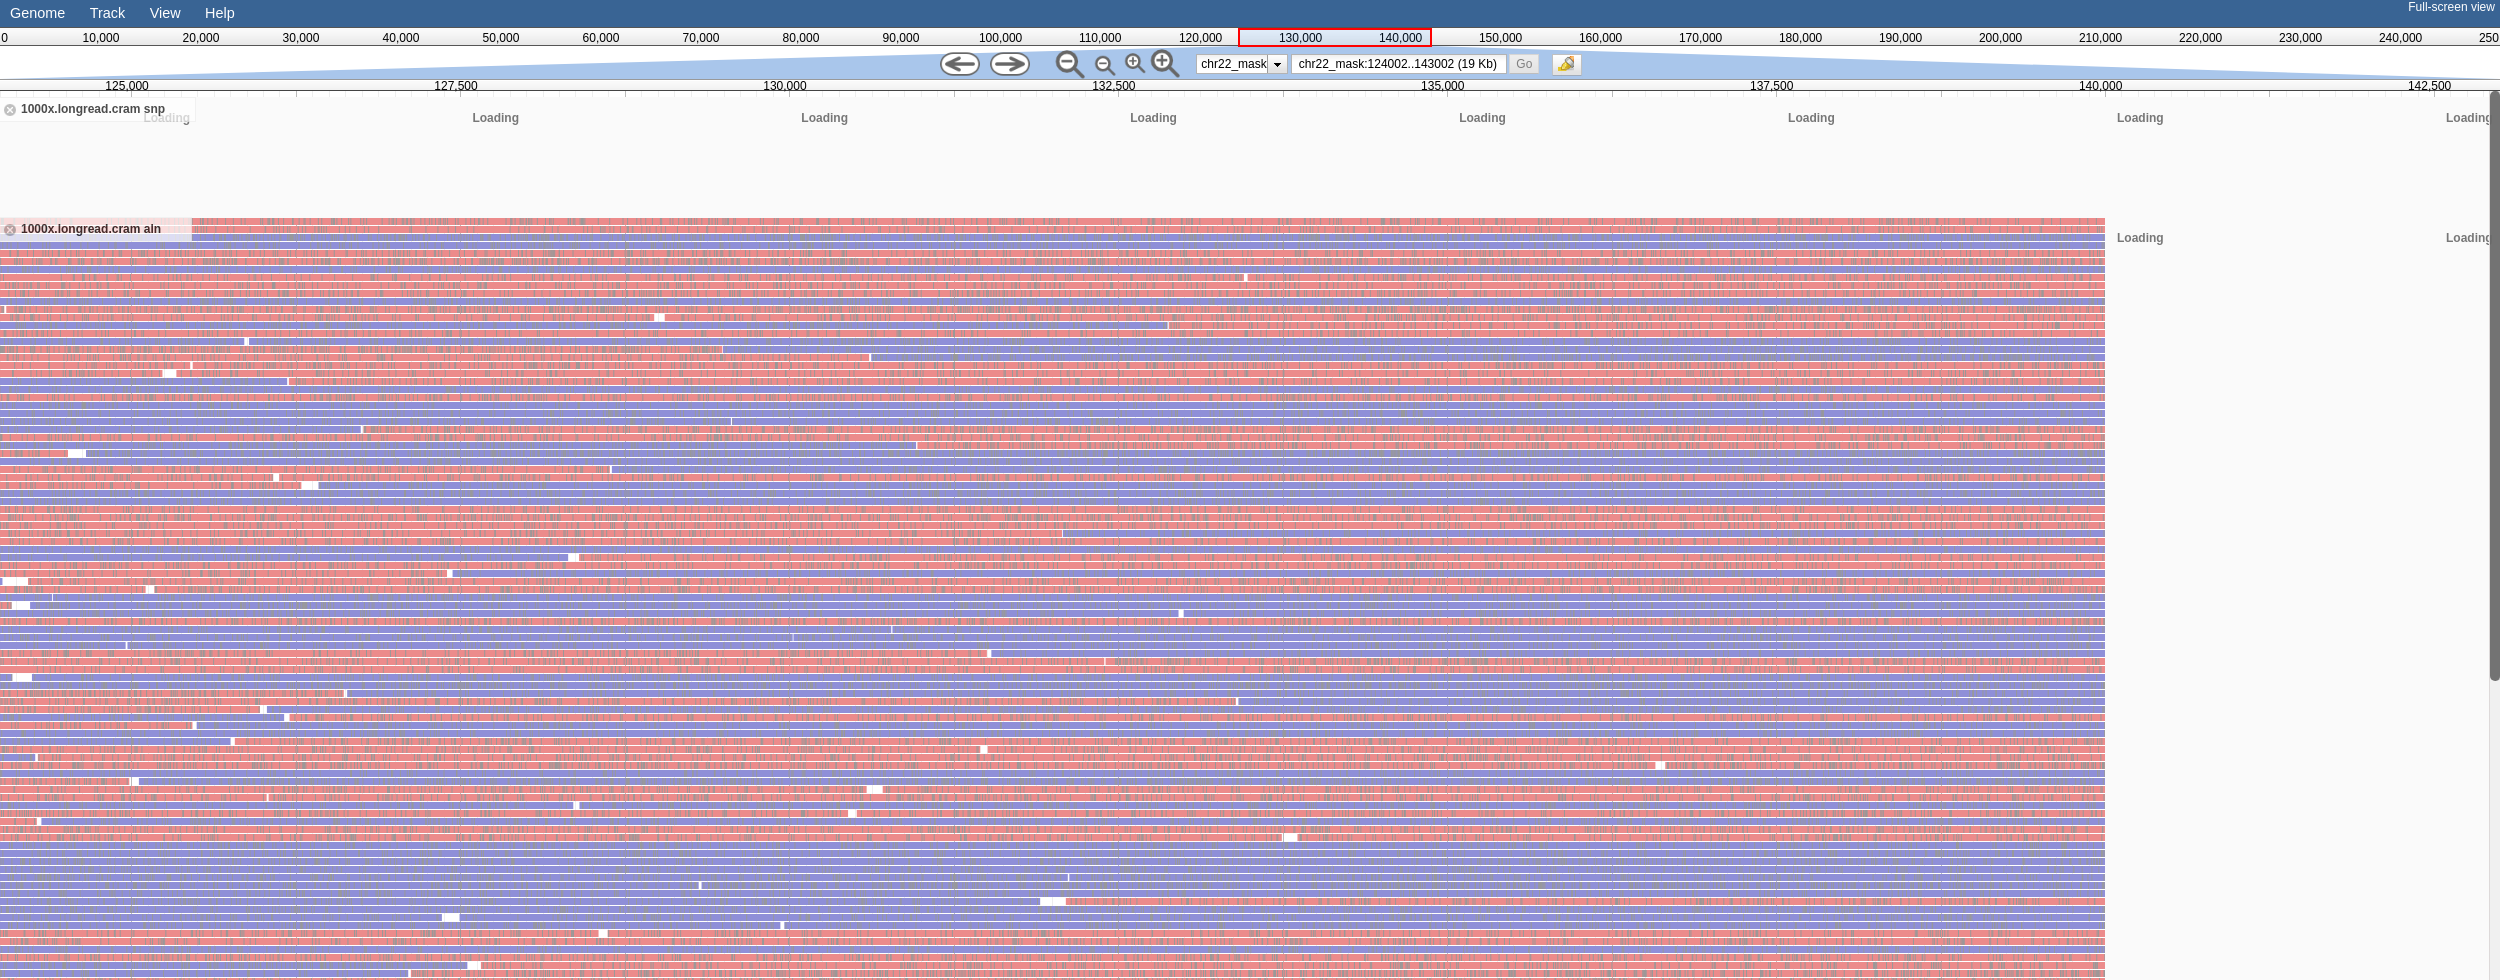 Genome Track View Help Full-screen view
0 10,000 20,000 30,000 40,000 50,000 60,000 70,000 80,000 90,000 100,000 110,000 120,000 130,000 140,000 150,000 160,000 170,000 180,000 190,000 200,000 210,000 220,000 230,000 240,000 250
chr22_mask chr22_mask:124002..143002 (19 Kb) Go
125,000 127,500 130,000 132,500 135,000 137,500 140,000 142,500
1000x.longread.cram snp
Loading Loading Loading Loading Loading Loading Loading Loading
1000x.longread.cram aln
Loading Loading